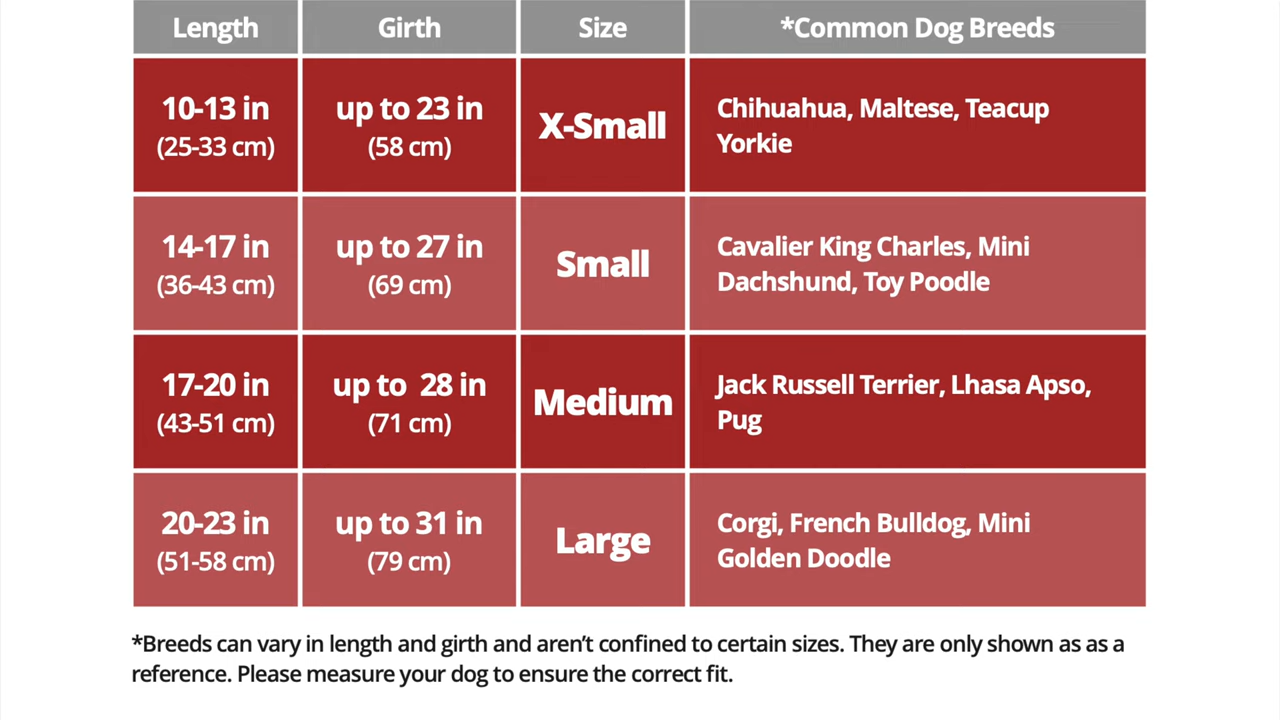 Length Girth Size *Common Dog Breeds
10-13 in
(25-33 cm)
up to 23 in
(58 cm)
X-Small
Chihuahua, Maltese, Teacup
Yorkie
14-17 in
(36-43 cm)
up to 27 in
(69 cm)
Small
Cavalier King Charles, Mini
Dachshund, Toy Poodle
17-20 in
(43-51 cm)
up to 28 in
(71 cm)
Medium
Jack Russell Terrier, Lhasa Apso,
Pug
20-23 in
(51-58 cm)
up to 31 in
(79 cm)
Large
Corgi, French Bulldog, Mini
Golden Doodle
*Breeds can vary in length and girth and aren't confined to certain sizes. They are only shown as as a
reference. Please measure your dog to ensure the correct fit.